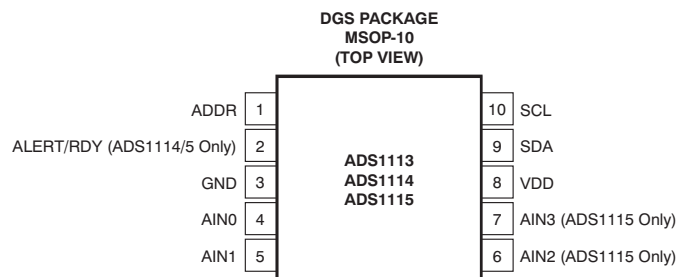 DGS PACKAGE
MSOP-10
(TOP VIEW)
ADDR 1
ALERT/RDY (ADS1114/5 Only) 2
GND 3
AIN0 4
AIN1 5
ADS1113
ADS1114
ADS1115
10 SCL
9 SDA
8 VDD
7 AIN3 (ADS1115 Only)
6 AIN2 (ADS1115 Only)